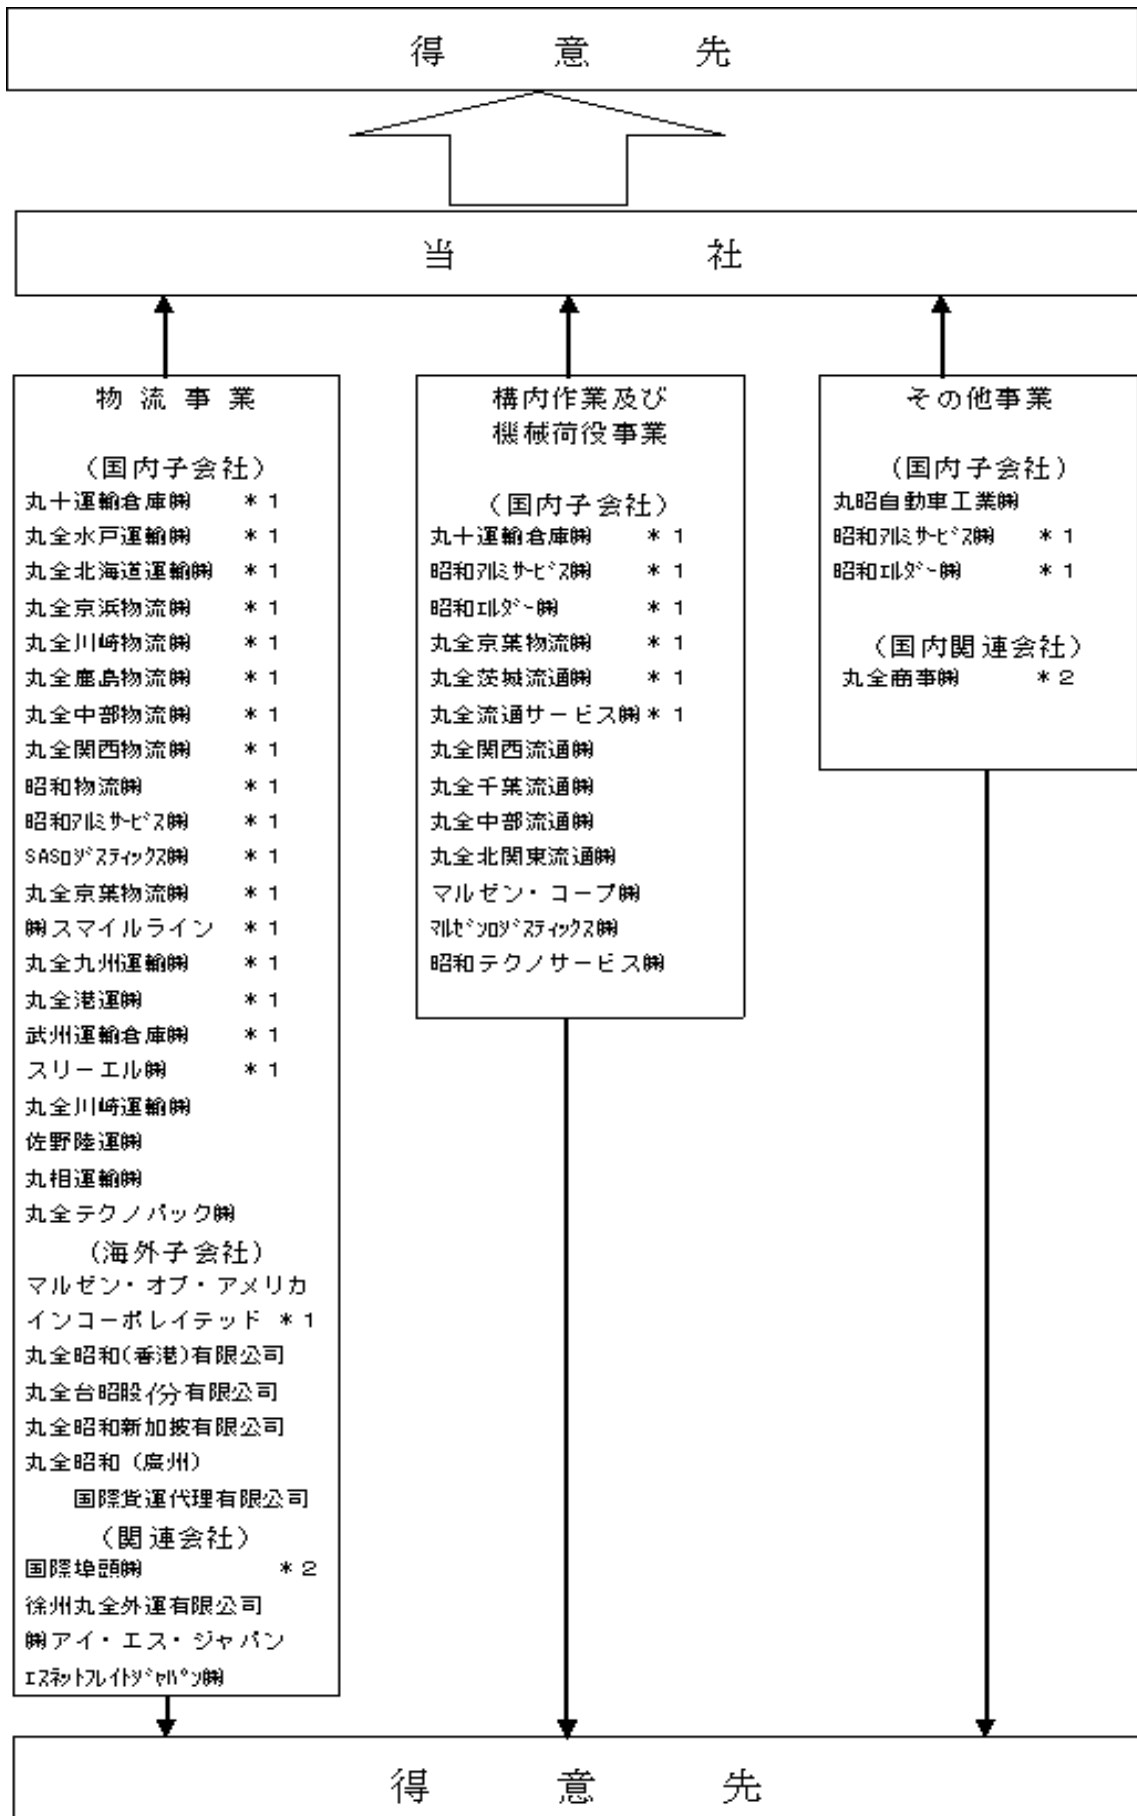 得意先
当社
物流事業
（国内子会社）
丸十運輸倉庫㈱ ＊1
丸全水戸運輸㈱ ＊1
丸全北海道運輸㈱ ＊1
丸全京浜物流㈱ ＊1
丸全川崎物流㈱ ＊1
丸全鹿島物流㈱ ＊1
丸全中部物流㈱ ＊1
丸全関西物流㈱ ＊1
昭和物流㈱ ＊1
昭和ｱﾙﾐｻｰﾋﾞｽ㈱ ＊1
SASﾛｼﾞｽﾃｨｯｸｽ㈱ ＊1
丸全京葉物流㈱ ＊1
㈱スマイルライン ＊1
丸全九州運輸㈱ ＊1
丸全港運㈱ ＊1
武州運輸倉庫㈱ ＊1
スリーエル㈱ ＊1
丸全川崎運輸㈱
佐野陸運㈱
丸相運輸㈱
丸全テクノパック㈱
（海外子会社）
マルゼン・オブ・アメリカ
インコーポレイテッド ＊1
丸全昭和(香港)有限公司
丸全台昭股份有限公司
丸全昭和新加披有限公司
丸全昭和（廣州）
国際貨運代理有限公司
（関連会社）
国際埠頭㈱ ＊2
徐州丸全外運有限公司
㈱アイ・エス・ジャパン
ｴｽﾈｯﾄﾌﾚｲﾄｼﾞｬﾊﾟﾝ㈱
構内作業及び
機械荷役事業
（国内子会社）
丸十運輸倉庫㈱ ＊1
昭和ｱﾙﾐｻｰﾋﾞｽ㈱ ＊1
昭和ｴﾙﾀﾞｰ㈱ ＊1
丸全京葉物流㈱ ＊1
丸全茨城流通㈱ ＊1
丸全流通サービス㈱＊1
丸全関西流通㈱
丸全千葉流通㈱
丸全中部流通㈱
丸全北関東流通㈱
マルゼン・コープ㈱
ﾏﾙｾﾞﾝﾛｼﾞｽﾃｨｯｸｽ㈱
昭和テクノサービス㈱
その他事業
（国内子会社）
丸昭自動車工業㈱
昭和ｱﾙﾐｻｰﾋﾞｽ㈱ ＊1
昭和ｴﾙﾀﾞｰ㈱ ＊1
（国内関連会社）
丸全商事㈱ ＊2
得意先